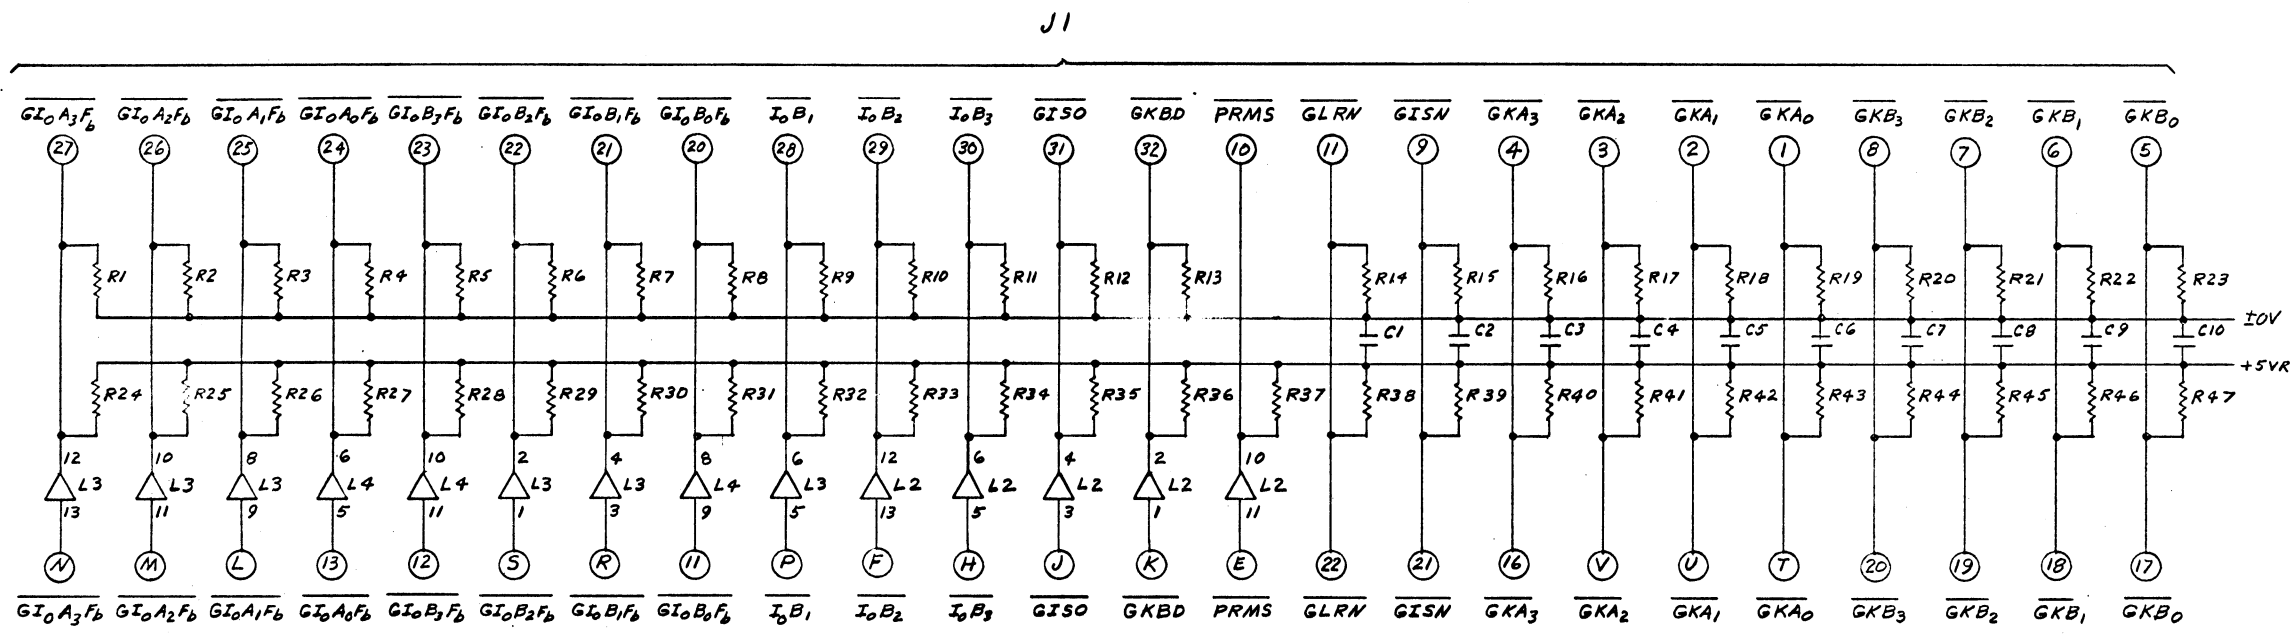 J1
GI₀A₃Fb GI₀A₂Fb GI₀A₁Fb GI₀A₀Fb GI₀B₃Fb GI₀B₂Fb GI₀B₁Fb GI₀B₀Fb I₀B₁ I₀B₂ I₀B₃ GISO GKBD PRMS GLRN GISN GKA₃ GKA₂ GKA₁ GKA₀ GKB₃ GKB₂ GKB₁ GKB₀
27 26 25 24 23 22 21 20 28 29 30 31 32 10 11 9 4 3 2 1 8 7 6 5
R1 R2 R3 R4 R5 R6 R7 R8 R9 R10 R11 R12 R13 R14 R15 R16 R17 R18 R19 R20 R21 R22 R23
±0V
C1 C2 C3 C4 C5 C6 C7 C8 C9 C10
+5VR
R24 R25 R26 R27 R28 R29 R30 R31 R32 R33 R34 R35 R36 R37 R38 R39 R40 R41 R42 R43 R44 R45 R46 R47
12 10 8 6 10 2 4 8 6 12 6 4 2 10
L3 L3 L3 L4 L4 L3 L3 L4 L3 L2 L2 L2 L2 L2
13 11 9 5 11 1 3 9 5 13 5 3 1 11
N M L 13 12 S R 11 P F H J K E 22 21 16 V U T 20 19 18 17
GI₀A₃Fb GI₀A₂Fb GI₀A₁Fb GI₀A₀Fb GI₀B₃Fb GI₀B₂Fb GI₀B₁Fb GI₀B₀Fb I₀B₁ I₀B₂ I₀B₃ GISO GKBD PRMS GLRN GISN GKA₃ GKA₂ GKA₁ GKA₀ GKB₃ GKB₂ GKB₁ GKB₀